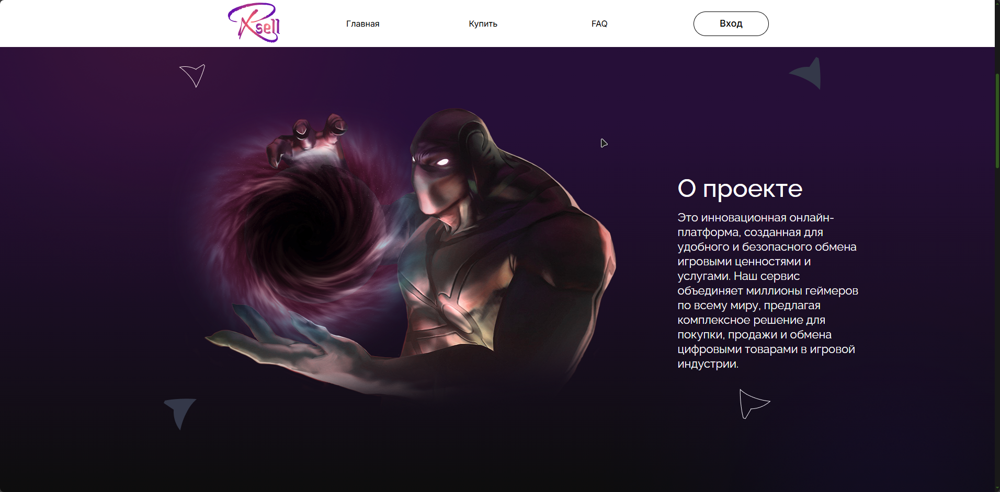 Rsell
Главная
Купить
FAQ
Вход
О проекте
Это инновационная онлайн-
платформа, созданная для
удобного и безопасного обмена
игровыми ценностями и
услугами. Наш сервис
объединяет миллионы геймеров
по всему миру, предлагая
комплексное решение для
покупки, продажи и обмена
цифровыми товарами в игровой
индустрии.